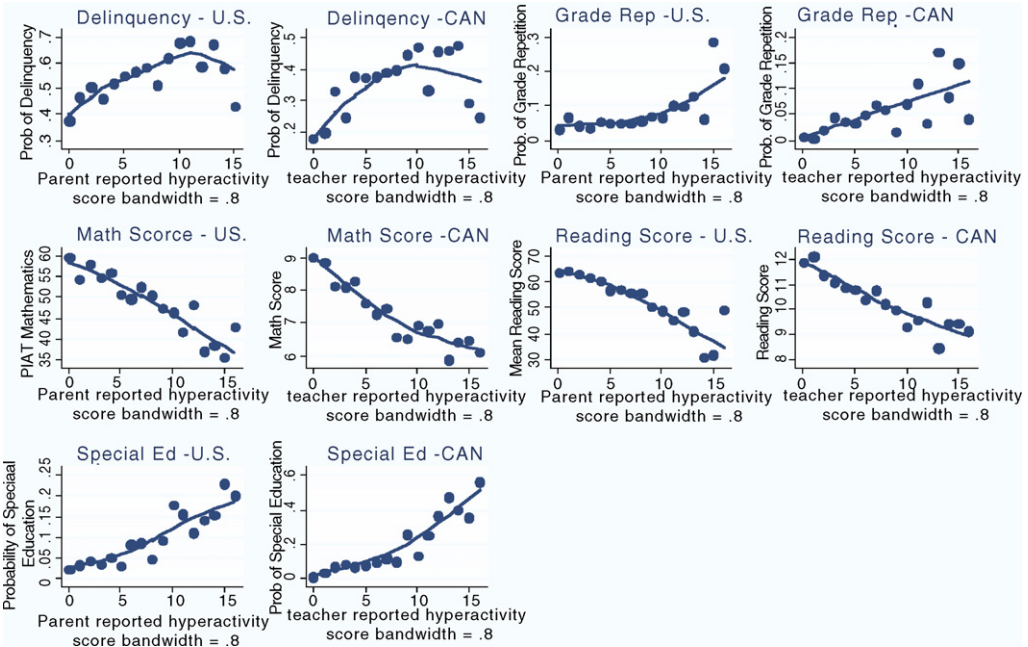 Delinquency - U.S.
Prob of Delinquency
.7
.6
.5
.4
.3
0 5 10 15
Parent reported hyperactivity
score bandwidth = .8
Delinqency -CAN
Prob of Delinquency
.5
.4
.3
.2
0 5 10 15
teacher reported hyperactivity
score bandwidth = .8
Grade Rep -U.S.
Prob. of Grade Repetition
.3
.2
.1
0
0 5 10 15
Parent reported hyperactivity
score bandwidth = .8
Grade Rep -CAN
Prob. of Grade Repetition
.3
.2
.1
0
0 5 10 15
teacher reported hyperactivity
score bandwidth = .8
Math Scorce - US.
PIAT Mathematics
60
55
50
45
40
35
0 5 10 15
Parent reported hyperactivity
score bandwidth = .8
Math Score -CAN
Math Score
9
8
7
6
0 5 10 15
teacher reported hyperactivity
score bandwidth = .8
Reading Score - U.S.
Mean Reading Score
70
60
50
40
30
0 5 10 15
Parent reported hyperactivity
score bandwidth = .8
Reading Score - CAN
Reading Score
12
11
10
9
8
0 5 10 15
teacher reported hyperactivity
score bandwidth = .8
Special Ed -U.S.
Probability of Speciaal
Education
.25
.2
.15
.1
.05
0
0 5 10 15
Parent reported hyperactivity
score bandwidth = .8
Special Ed -CAN
Prob of Special Education
.6
.4
.2
0
0 5 10 15
teacher reported hyperactivity
score bandwidth = .8